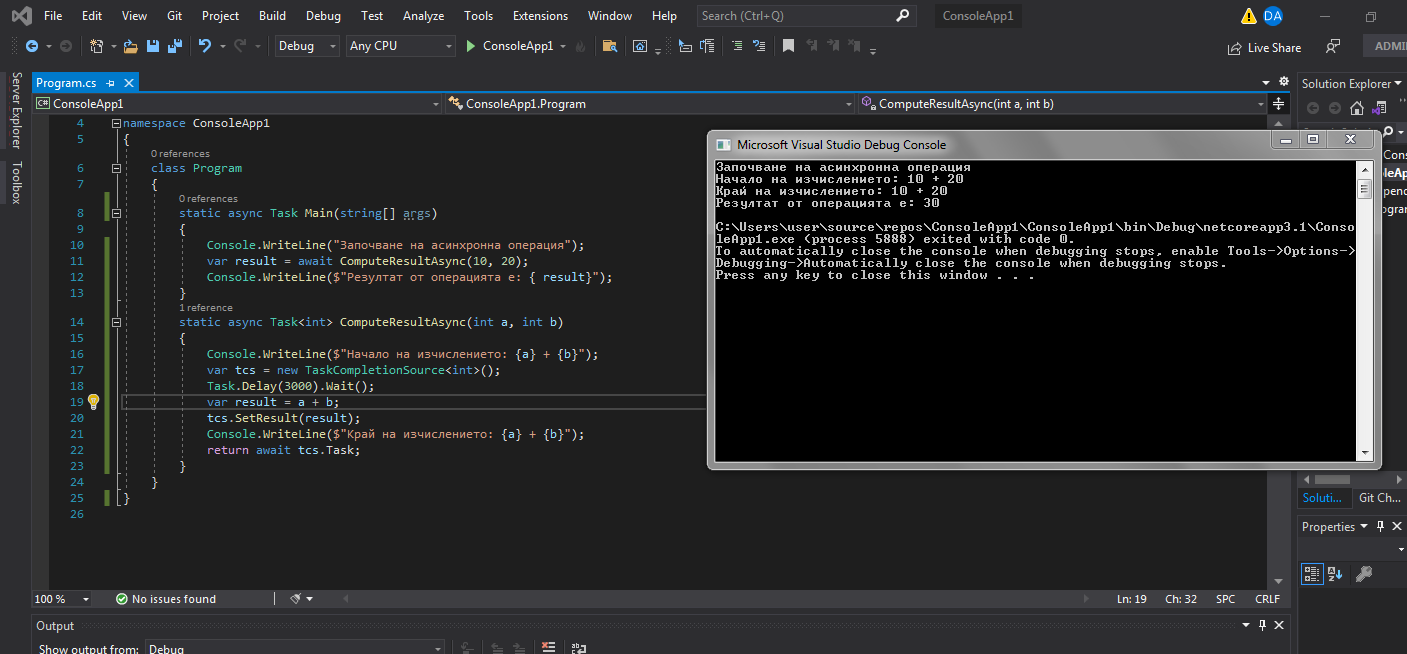 File Edit View Git Project Build Debug Test Analyze Tools Extensions Window Help Search (Ctrl+Q) ConsoleApp1 DA
Debug Any CPU ConsoleApp1 Live Share ADMI
Server Explorer
Toolbox
Program.cs
ConsoleApp1 ConsoleApp1.Program ComputeResultAsync(int a, int b)
4 namespace ConsoleApp1
5 {
0 references
6 class Program
7 {
0 references
8 static async Task Main(string[] args)
9 {
10 Console.WriteLine("Започване на асинхронна операция");
11 var result = await ComputeResultAsync(10, 20);
12 Console.WriteLine($"Резултат от операцията е: { result}");
13 }
1 reference
14 static async Task<int> ComputeResultAsync(int a, int b)
15 {
16 Console.WriteLine($"Начало на изчислението: {a} + {b}");
17 var tcs = new TaskCompletionSource<int>();
18 Task.Delay(3000).Wait();
19 var result = a + b;
20 tcs.SetResult(result);
21 Console.WriteLine($"Край на изчислението: {a} + {b}");
22 return await tcs.Task;
23 }
24 }
25 }
26
Microsoft Visual Studio Debug Console
Започване на асинхронна операция
Начало на изчислението: 10 + 20
Край на изчислението: 10 + 20
Резултат от операцията е: 30
C:\Users\user\source\repos\ConsoleApp1\ConsoleApp1\bin\Debug\netcoreapp3.1\Conso
leApp1.exe (process 5888) exited with code 0.
To automatically close the console when debugging stops, enable Tools->Options->
Debugging->Automatically close the console when debugging stops.
Press any key to close this window . . .
Solution Explorer
Cons
leAp
penc
ogran
Soluti... Git Ch...
Properties
100 % No issues found Ln: 19 Ch: 32 SPC CRLF
Output
Show output from: Debug